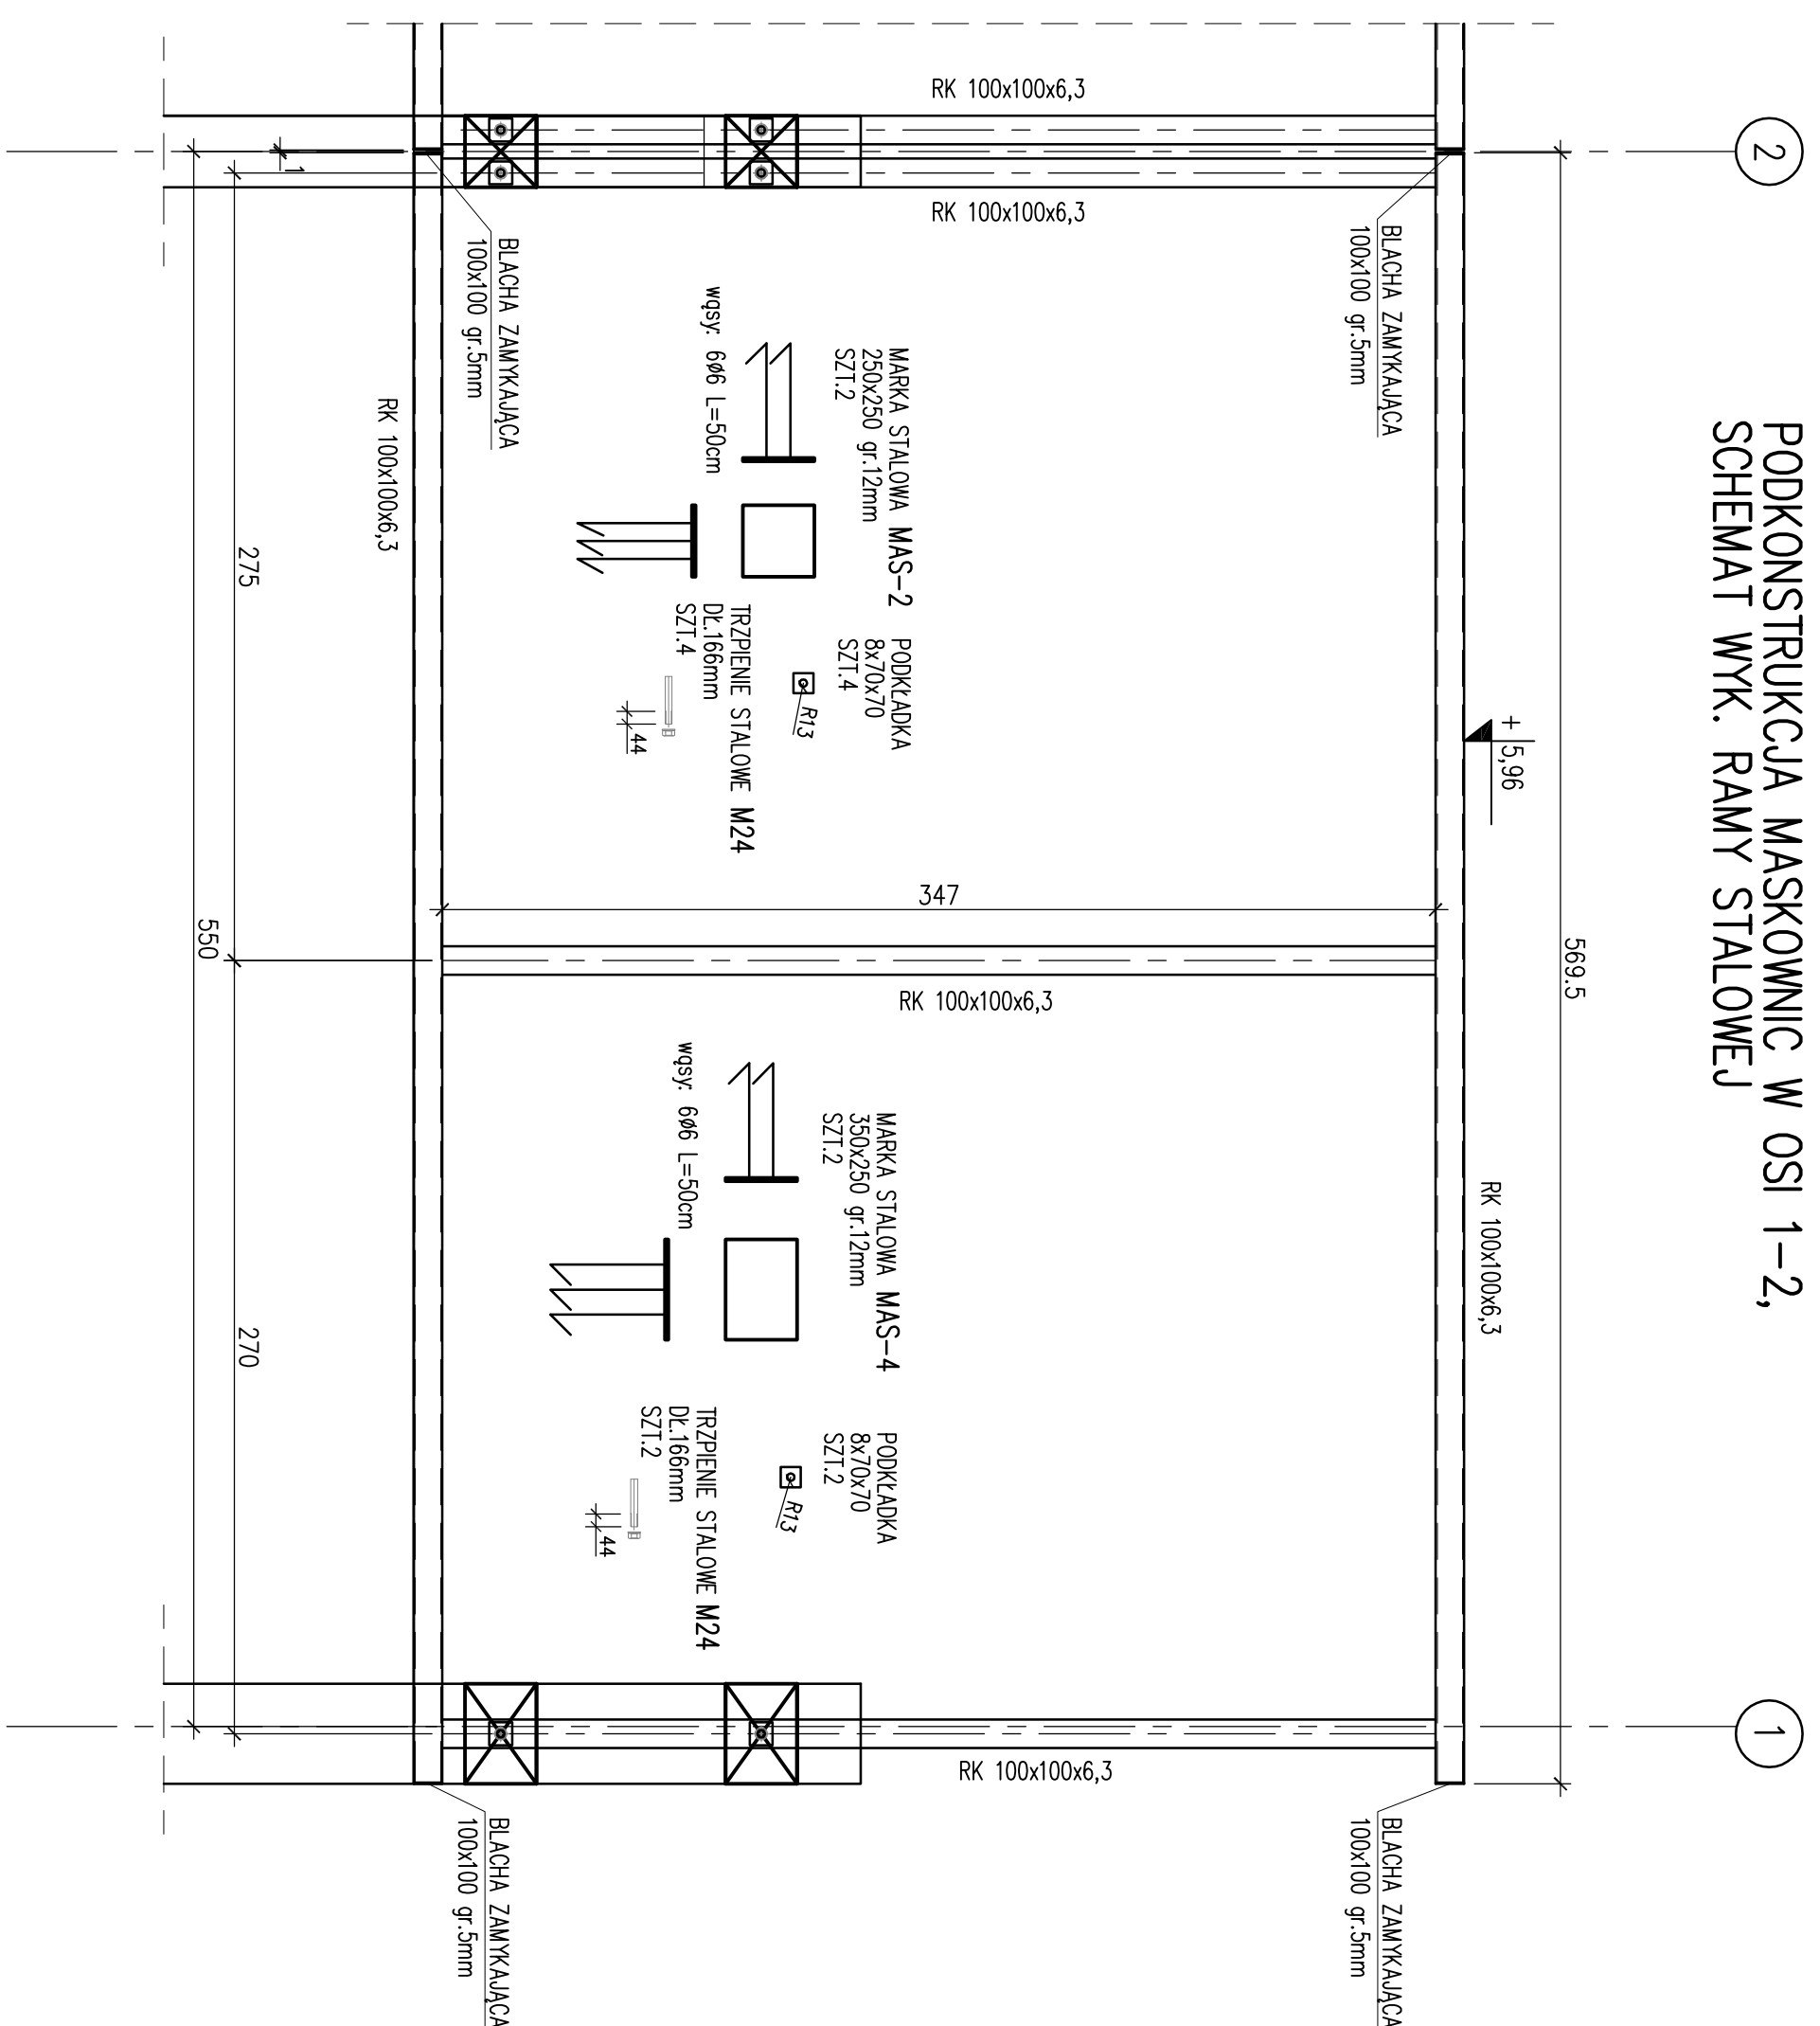 PODKONSTRUKCJA MASKOWNIC W OSI 1-2,
SCHEMAT WYK. RAMY STALOWEJ
2
1
569.5
+ 5,96
RK 100x100x6,3
BLACHA ZAMYKAJĄCA
100x100 gr.5mm
BLACHA ZAMYKAJĄCA
100x100 gr.5mm
RK 100x100x6,3
RK 100x100x6,3
347
RK 100x100x6,3
RK 100x100x6,3
MARKA STALOWA MAS-2
250x250 gr.12mm
SZT.2
PODKŁADKA
8x70x70
SZT.4
R13
wąsy: 6ø6 L=50cm
TRZPIENIE STALOWE M24
DŁ.166mm
SZT.4
44
MARKA STALOWA MAS-4
350x250 gr.12mm
SZT.2
PODKŁADKA
8x70x70
SZT.2
R13
wąsy: 6ø6 L=50cm
TRZPIENIE STALOWE M24
DŁ.166mm
SZT.2
44
BLACHA ZAMYKAJĄCA
100x100 gr.5mm
BLACHA ZAMYKAJĄCA
100x100 gr.5mm
RK 100x100x6,3
1
275
270
550